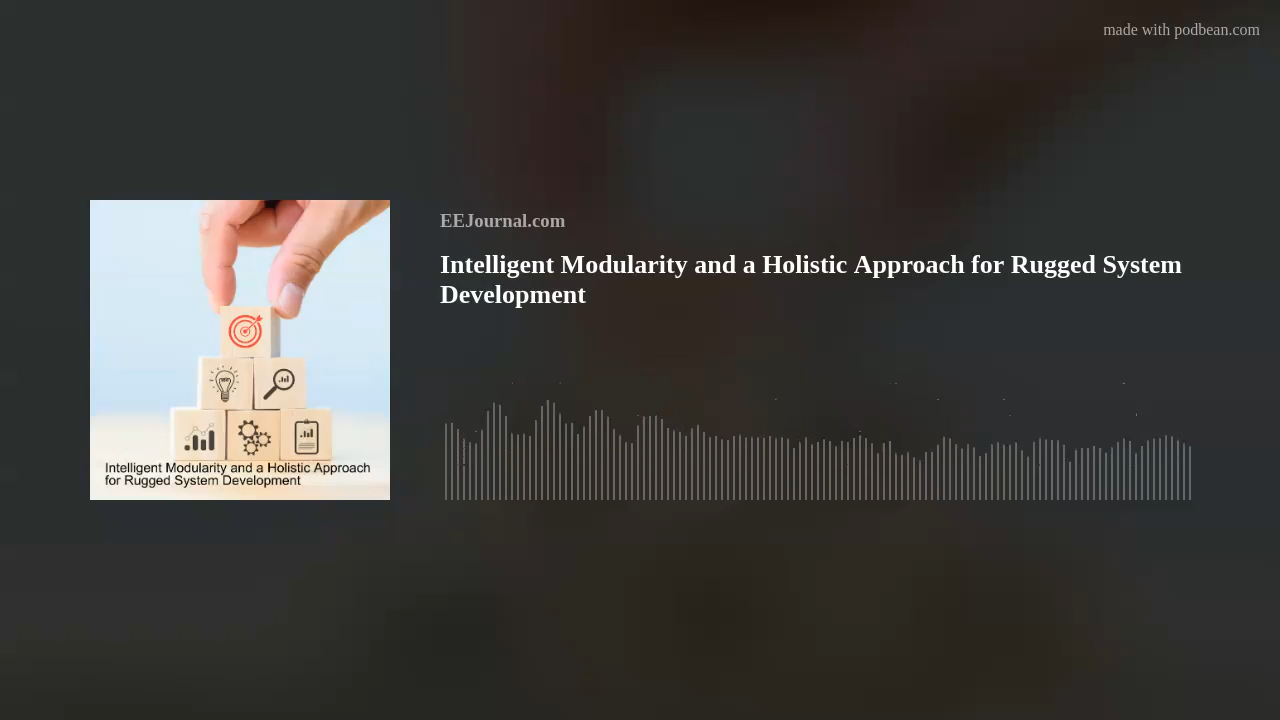 made with podbean.com
EEJournal.com
Intelligent Modularity and a Holistic Approach for Rugged System
Development
Intelligent Modularity and a Holistic Approach
for Rugged System Development